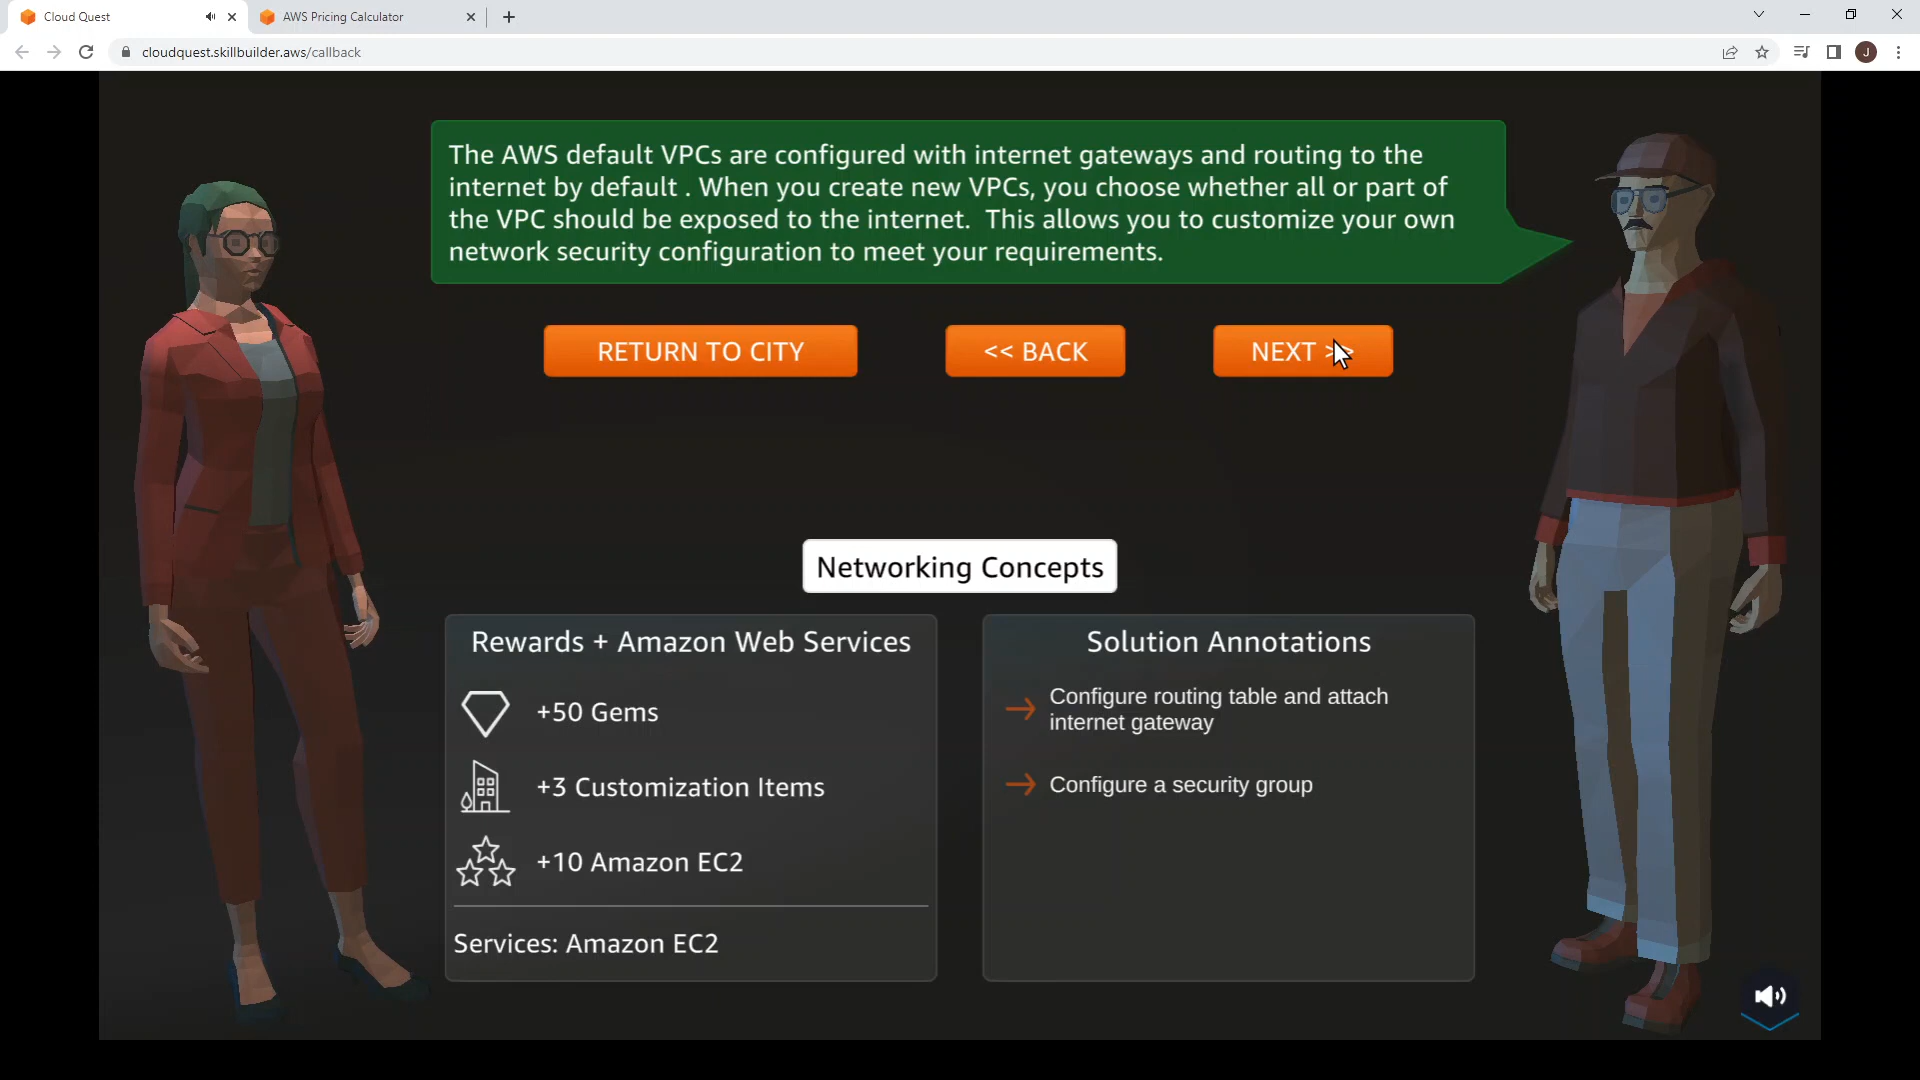 Cloud Quest
AWS Pricing Calculator
cloudquest.skillbuilder.aws/callback
J
The AWS default VPCs are configured with internet gateways and routing to the
internet by default . When you create new VPCs, you choose whether all or part of
the VPC should be exposed to the internet.  This allows you to customize your own
network security configuration to meet your requirements.
RETURN TO CITY
<< BACK
NEXT >>
Networking Concepts
Rewards + Amazon Web Services
+50 Gems
+3 Customization Items
+10 Amazon EC2
Services: Amazon EC2
Solution Annotations
Configure routing table and attach
internet gateway
Configure a security group